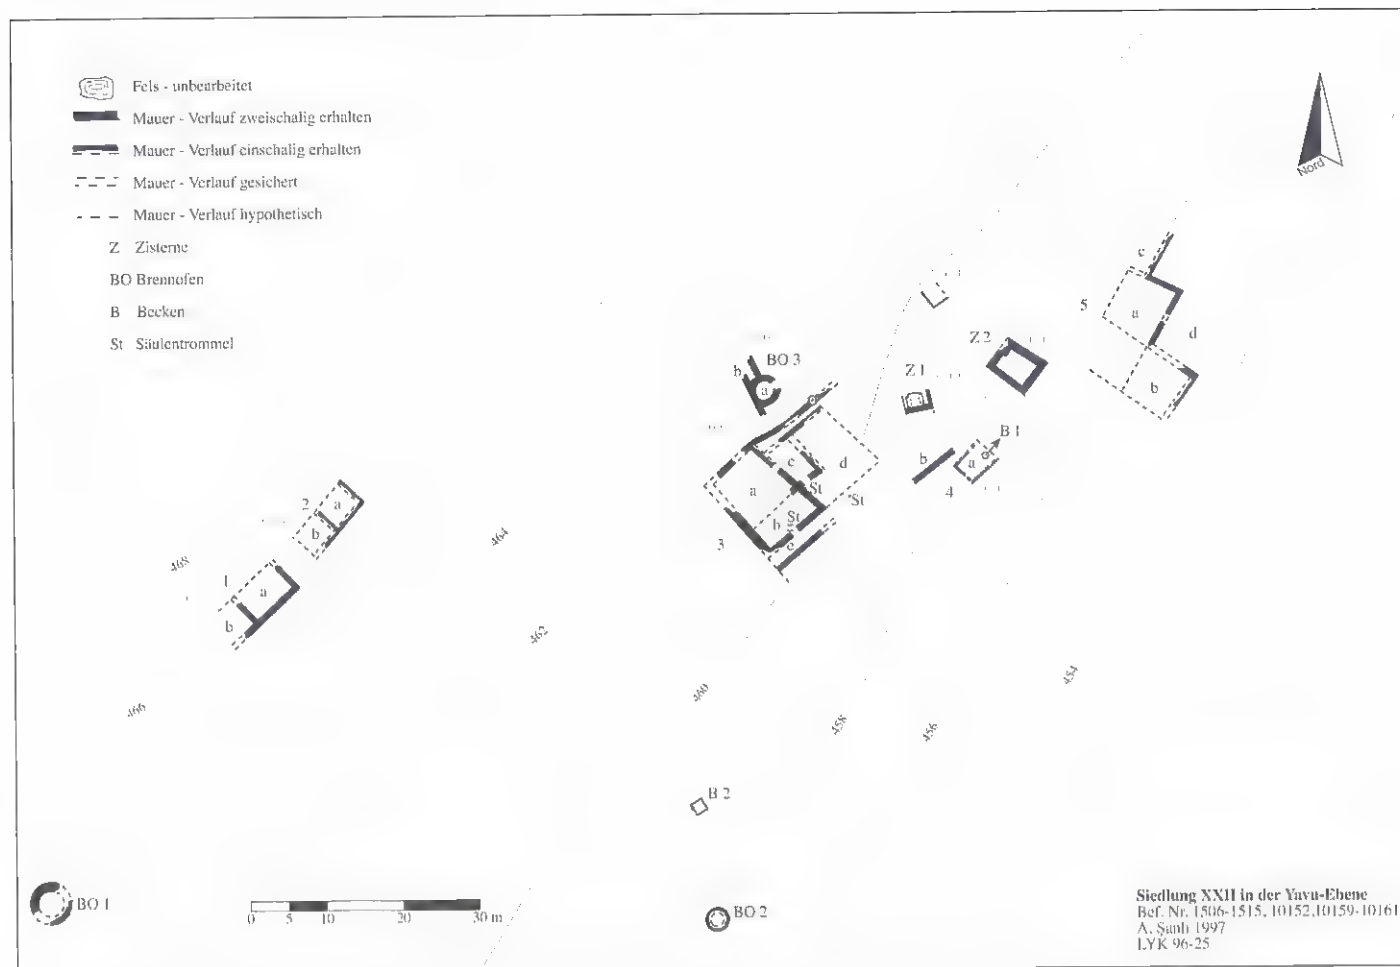 Fels - unbearbeitet
Mauer - Verlauf zweischalig erhalten
Mauer - Verlauf einschalig erhalten
Mauer - Verlauf gesichert
Mauer - Verlauf hypothetisch
Z Zisterne
BO Brennofen
B Becken
St Säulentrommel
Nord
c
5
a
d
b
Z 2
Z 1
BO 3
b
a
B 1
b
a
4
c
d
a
St
St
St
b
e
3
2
a
b
1
a
b
468
464
462
466
460
458
456
454
B 2
BO 1
BO 2
0 5 10 20 30 m
Siedlung XXII in der Yavu-Ebene
Bef. Nr. 1506-1515, 10152,10159-10161
A. Şanlı 1997
LYK 96-25